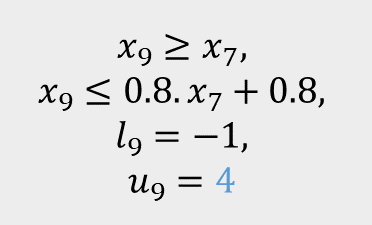 x₉ ≥ x₇,
x₉ ≤ 0.8. x₇ + 0.8,
l₉ = −1,
u₉ = 4